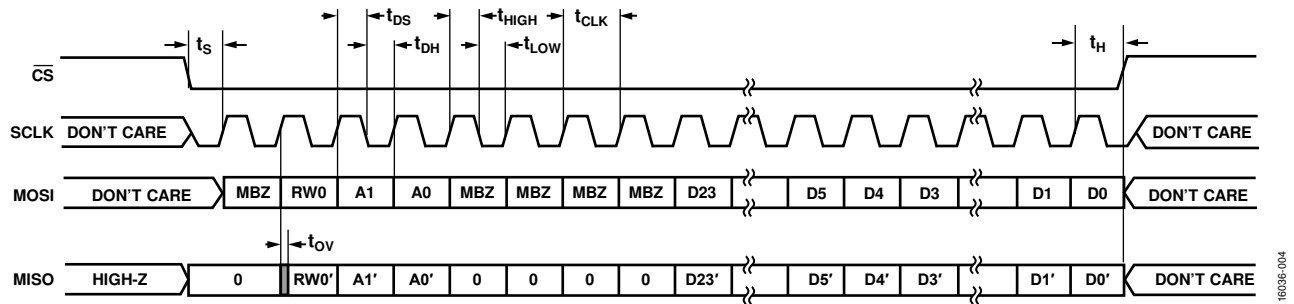 tDS tHIGH tCLK
tS tDH tLOW tH
CS
SCLK DON'T CARE DON'T CARE
MOSI DON'T CARE MBZ RW0 A1 A0 MBZ MBZ MBZ MBZ D23 D5 D4 D3 D1 D0 DON'T CARE
tOV
MISO HIGH-Z 0 RW0′ A1′ A0′ 0 0 0 0 D23′ D5′ D4′ D3′ D1′ D0′ DON'T CARE
16036-004